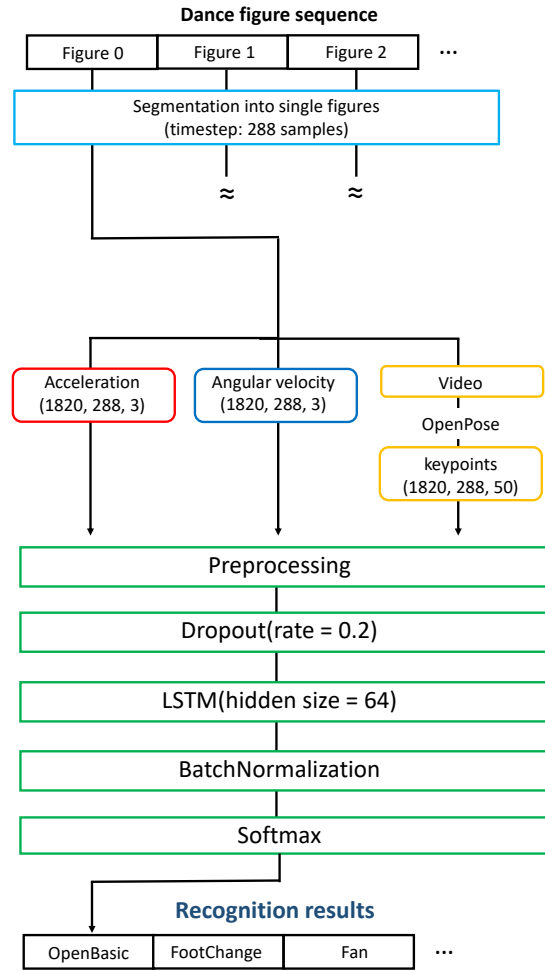 Dance figure sequence
Figure 0 Figure 1 Figure 2 ...
Segmentation into single figures
(timestep: 288 samples)
≈ ≈
Acceleration
(1820, 288, 3)
Angular velocity
(1820, 288, 3)
Video
OpenPose
keypoints
(1820, 288, 50)
Preprocessing
Dropout(rate = 0.2)
LSTM(hidden size = 64)
BatchNormalization
Softmax
Recognition results
OpenBasic FootChange Fan ...